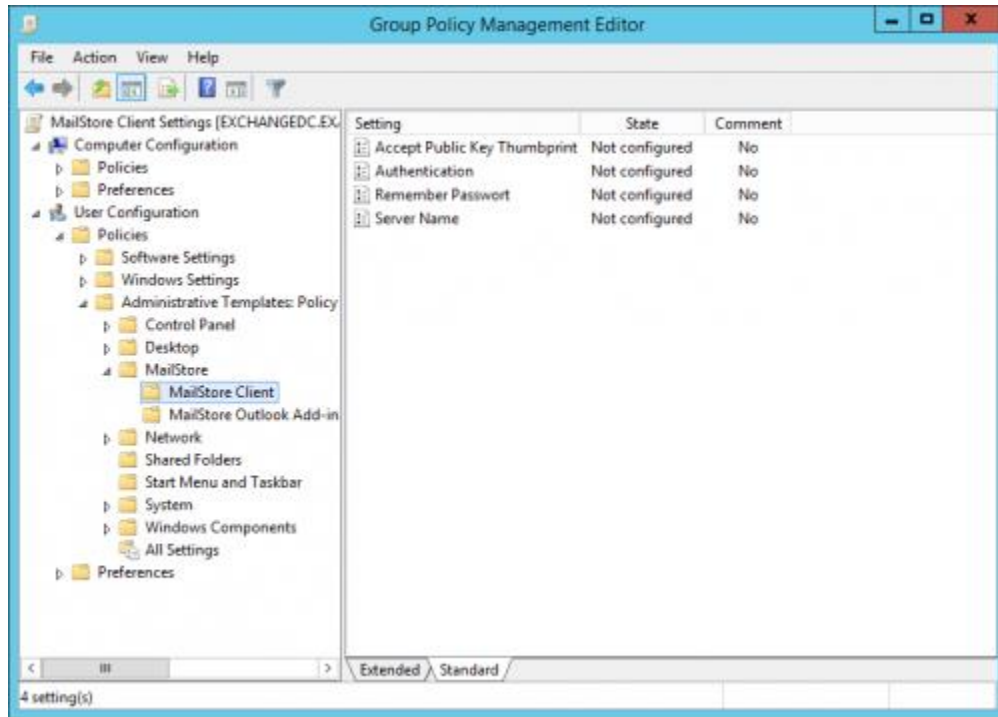 Group Policy Management Editor
File Action View Help
MailStore Client Settings [EXCHANGEDC.EX
Computer Configuration
Policies
Preferences
User Configuration
Policies
Software Settings
Windows Settings
Administrative Templates: Policy
Control Panel
Desktop
MailStore
MailStore Client
MailStore Outlook Add-in
Network
Shared Folders
Start Menu and Taskbar
System
Windows Components
All Settings
Preferences
Setting State Comment
Accept Public Key Thumbprint Not configured No
Authentication Not configured No
Remember Passwort Not configured No
Server Name Not configured No
Extended Standard
4 setting(s)